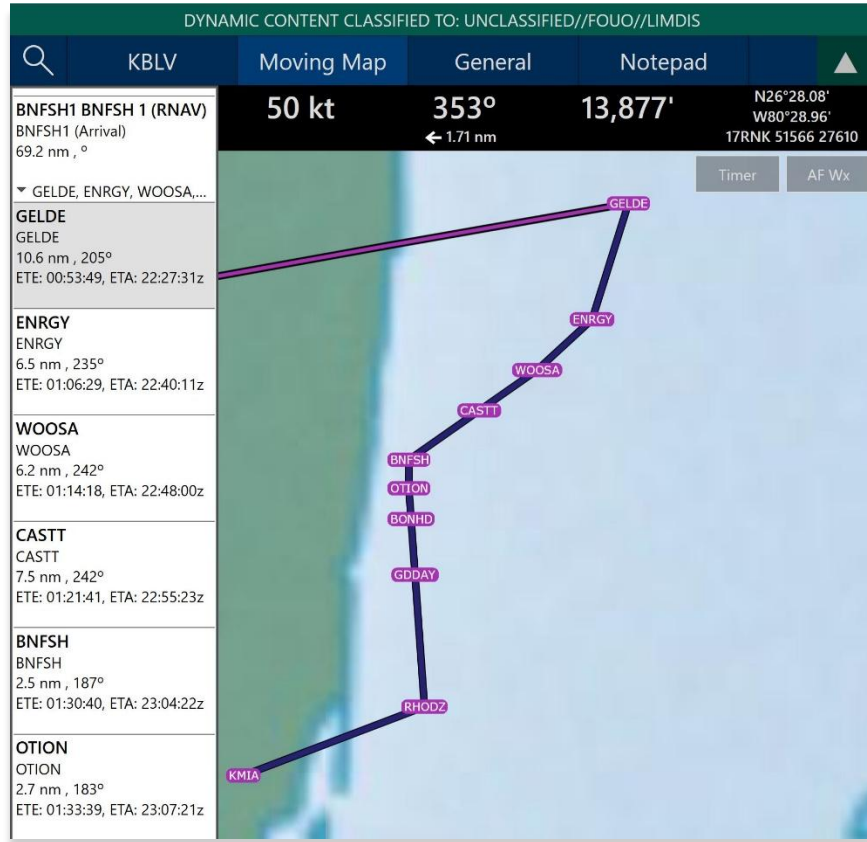 DYNAMIC CONTENT CLASSIFIED TO: UNCLASSIFIED//FOUO//LIMDIS
KBLV Moving Map General Notepad
50 kt 353º 13,877'
← 1.71 nm
N26°28.08'
W80°28.96'
17RNK 51566 27610
Timer AF Wx
BNFSH1 BNFSH 1 (RNAV)
BNFSH1 (Arrival)
69.2 nm , º
GELDE, ENRGY, WOOSA,...
GELDE
GELDE
10.6 nm , 205º
ETE: 00:53:49, ETA: 22:27:31z
ENRGY
ENRGY
6.5 nm , 235º
ETE: 01:06:29, ETA: 22:40:11z
WOOSA
WOOSA
6.2 nm , 242º
ETE: 01:14:18, ETA: 22:48:00z
CASTT
CASTT
7.5 nm , 242º
ETE: 01:21:41, ETA: 22:55:23z
BNFSH
BNFSH
2.5 nm , 187º
ETE: 01:30:40, ETA: 23:04:22z
OTION
OTION
2.7 nm , 183º
ETE: 01:33:39, ETA: 23:07:21z
GELDE
ENRGY
WOOSA
CASTT
BNFSH
OTION
BONHD
GDDAY
RHODZ
KMIA